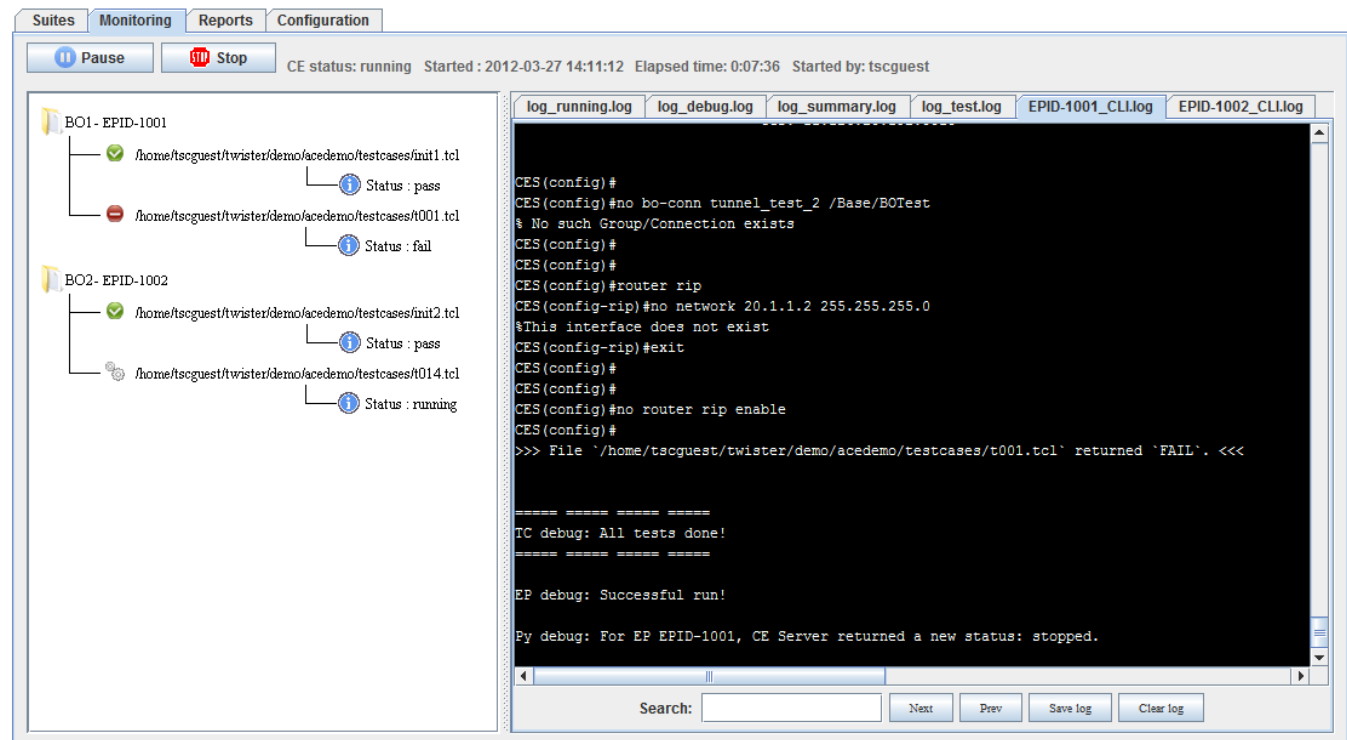 Suites Monitoring Reports Configuration
Pause Stop CE status: running Started : 2012-03-27 14:11:12 Elapsed time: 0:07:36 Started by: tscguest
BO1- EPID-1001
/home/tscguest/twister/demo/acedemo/testcases/init1.tcl
Status : pass
/home/tscguest/twister/demo/acedemo/testcases/t001.tcl
Status : fail
BO2- EPID-1002
/home/tscguest/twister/demo/acedemo/testcases/init2.tcl
Status : pass
/home/tscguest/twister/demo/acedemo/testcases/t014.tcl
Status : running
log_running.log log_debug.log log_summary.log log_test.log EPID-1001_CLI.log EPID-1002_CLI.log
CES(config)#
CES(config)#no bo-conn tunnel_test_2 /Base/BOTest
% No such Group/Connection exists
CES(config)#
CES(config)#
CES(config)#router rip
CES(config-rip)#no network 20.1.1.2 255.255.255.0
%This interface does not exist
CES(config-rip)#exit
CES(config)#
CES(config)#
CES(config)#no router rip enable
CES(config)#
>>> File `/home/tscguest/twister/demo/acedemo/testcases/t001.tcl` returned `FAIL`. <<<
===== ===== ===== =====
TC debug: All tests done!
===== ===== ===== =====
EP debug: Successful run!
Py debug: For EP EPID-1001, CE Server returned a new status: stopped.
Search: Next Prev Save log Clear log